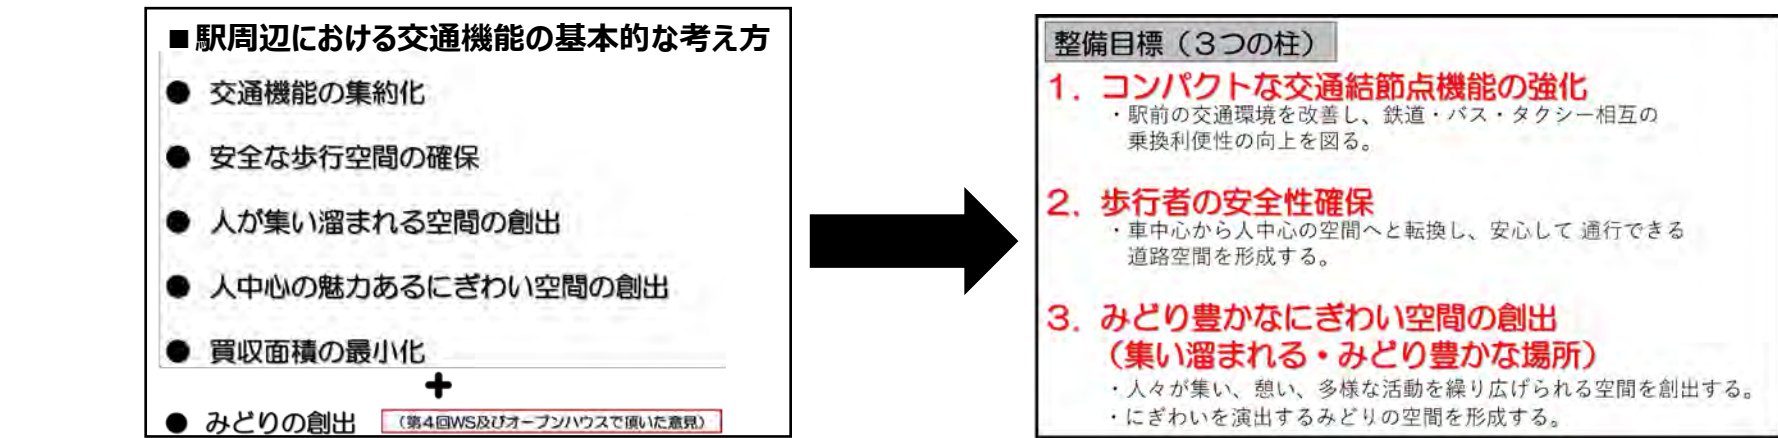 ■駅周辺における交通機能の基本的な考え方
● 交通機能の集約化
● 安全な歩行空間の確保
● 人が集い溜まれる空間の創出
● 人中心の魅力あるにぎわい空間の創出
● 買収面積の最小化
+
● みどりの創出 （第4回WS及びオープンハウスで頂いた意見）
整備目標（３つの柱）
１．コンパクトな交通結節点機能の強化
・駅前の交通環境を改善し、鉄道・バス・タクシー相互の
乗換利便性の向上を図る。
２．歩行者の安全性確保
・車中心から人中心の空間へと転換し、安心して 通行できる
道路空間を形成する。
３．みどり豊かなにぎわい空間の創出
（集い溜まれる・みどり豊かな場所）
・人々が集い、憩い、多様な活動を繰り広げられる空間を創出する。
・にぎわいを演出するみどりの空間を形成する。